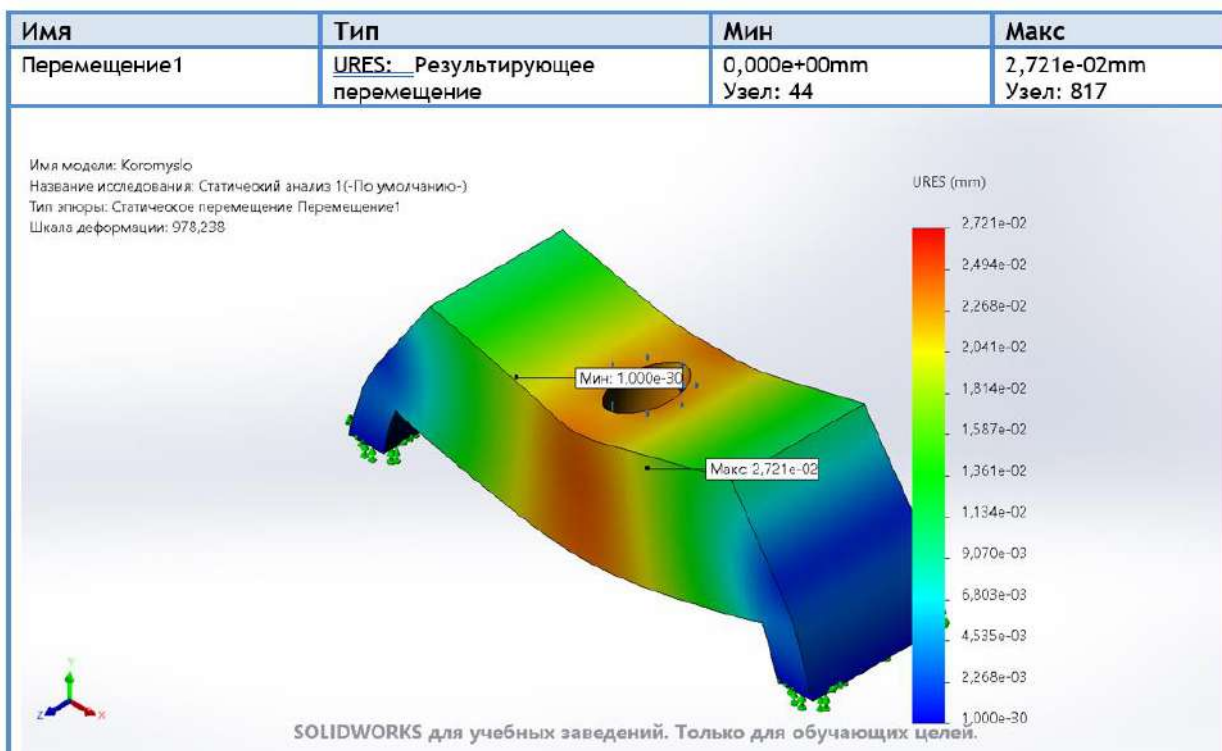 Имя Тип Мин Макс
Перемещение1 URES: Результирующее 0,000e+00mm 2,721e-02mm
перемещение Узел: 44 Узел: 817
Имя модели: Koromyslo
Название исследования: Статический анализ 1(-По умолчанию-)
Тип эпюры: Статическое перемещение Перемещение1
Шкала деформации: 978,238
URES (mm)
2,721e-02
2,494e-02
2,268e-02
2,041e-02
1,814e-02
1,587e-02
1,361e-02
1,134e-02
9,070e-03
6,803e-03
4,535e-03
2,268e-03
1,000e-30
Мин: 1,000e-30
Макс 2,721e-02
Y
Z X
SOLIDWORKS для учебных заведений. Только для обучающих целей.